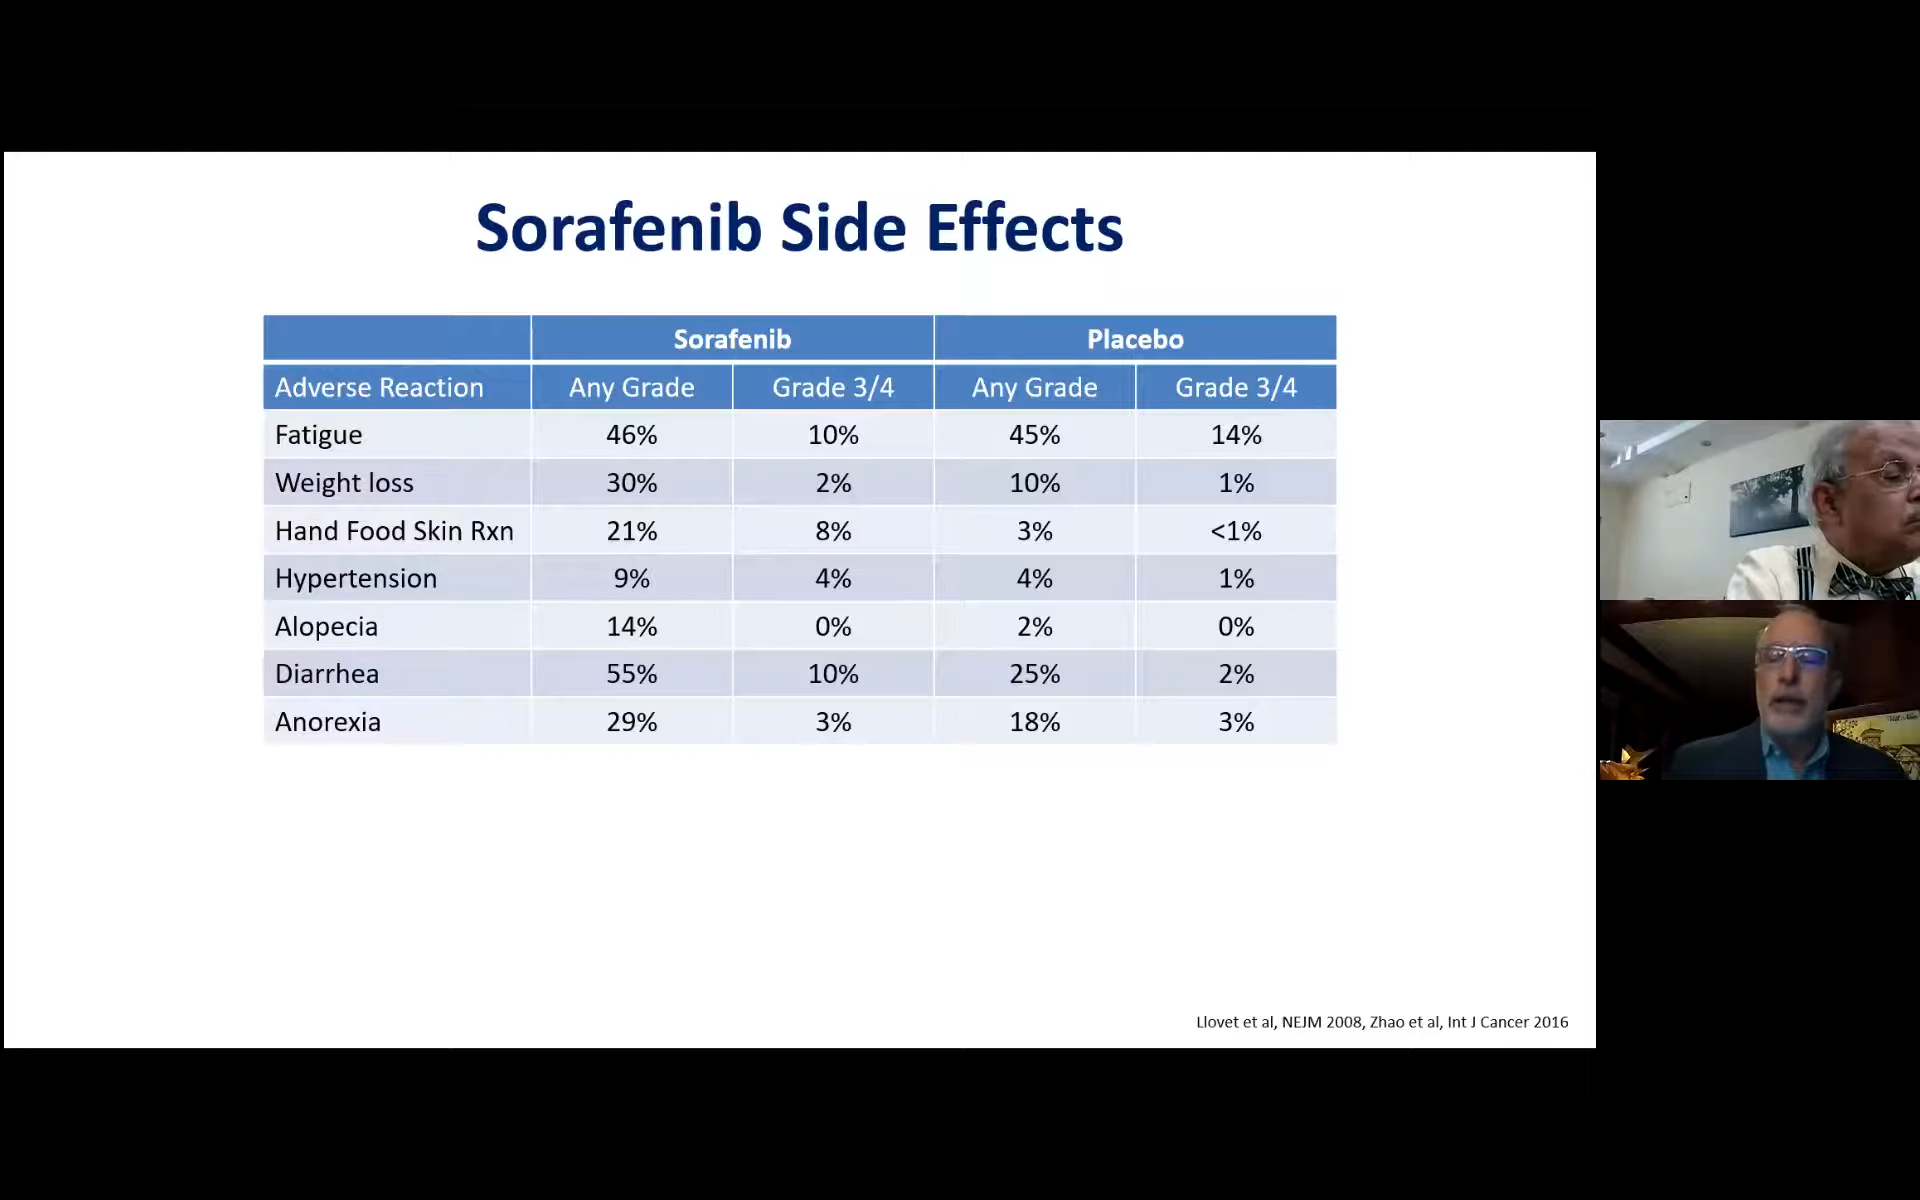 Sorafenib Side Effects
Sorafenib Placebo
Adverse Reaction Any Grade Grade 3/4 Any Grade Grade 3/4
Fatigue 46% 10% 45% 14%
Weight loss 30% 2% 10% 1%
Hand Food Skin Rxn 21% 8% 3% <1%
Hypertension 9% 4% 4% 1%
Alopecia 14% 0% 2% 0%
Diarrhea 55% 10% 25% 2%
Anorexia 29% 3% 18% 3%
Llovet et al, NEJM 2008, Zhao et al, Int J Cancer 2016